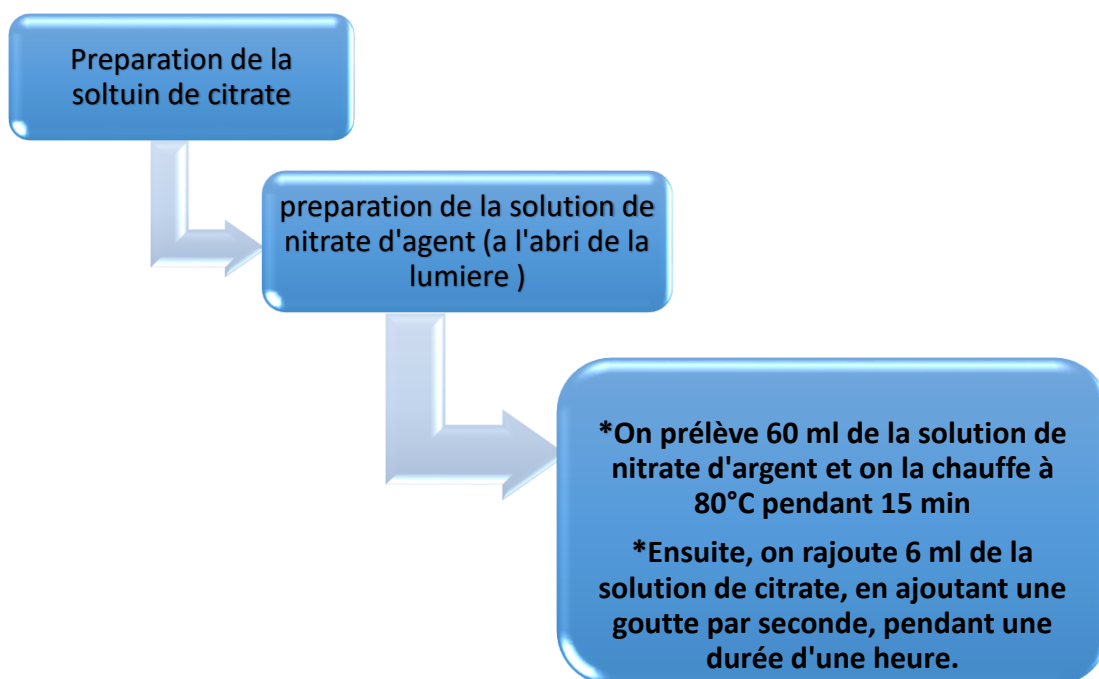 Preparation de la
soltuin de citrate
preparation de la solution de
nitrate d'agent (a l'abri de la
lumiere )
*On prélève 60 ml de la solution de
nitrate d'argent et on la chauffe à
80°C pendant 15 min
*Ensuite, on rajoute 6 ml de la
solution de citrate, en ajoutant une
goutte par seconde, pendant une
durée d'une heure.